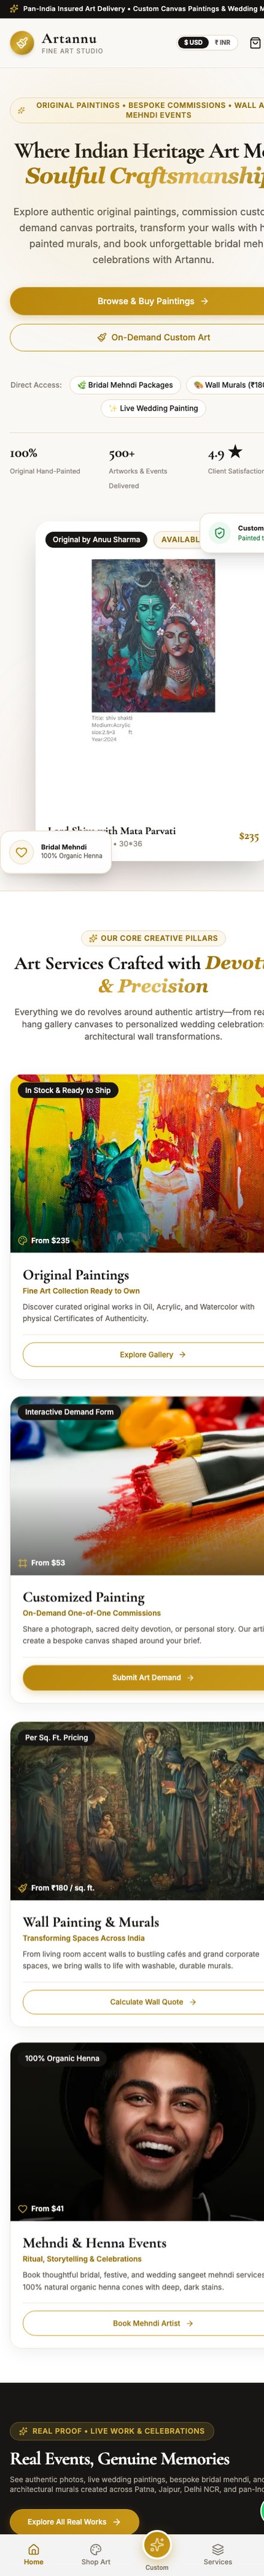 Pan-India Insured Art Delivery • Custom Canvas Paintings & Wedding
Artannu
FINE ART STUDIO
$ USD ₹ INR
ORIGINAL PAINTINGS • BESPOKE COMMISSIONS • WALL
MEHNDI EVENTS
Where Indian Heritage Art
Soulful Craftsmanship
Explore authentic original paintings, commission
demand canvas portraits, transform your walls with
painted murals, and book unforgettable bridal
celebrations with Artannu.
Browse & Buy Paintings →
On-Demand Custom Art
Direct Access: 🌿 Bridal Mehndi Packages 🎨 Wall Murals
✨ Live Wedding Painting
100% 500+ 4.9 ★
Original Hand-Painted Artworks & Events Client
Delivered
Original by Anuu Sharma
Custom
Painted
Title: shiv shakti
Medium:Acrylic
Year:2024
Lord Shiva with Mata Parvati $235
• 30*36
Bridal Mehndi
100% Organic Henna
OUR CORE CREATIVE PILLARS
Art Services Crafted with
& Precision
Everything we do revolves around authentic artistry—from
hang gallery canvases to personalized wedding
architectural wall transformations.
In Stock & Ready to Ship
From $235
Original Paintings
Fine Art Collection Ready to Own
Discover curated original works in Oil, Acrylic, and Watercolor with
physical Certificates of Authenticity.
Explore Gallery →
Interactive Demand Form
From $53
Customized Painting
On-Demand One-of-One Commissions
Share a photograph, sacred deity devotion, or personal story. Our
create a bespoke canvas shaped around your brief.
Submit Art Demand →
Per Sq. Ft. Pricing
From ₹180 / sq. ft.
Wall Painting & Murals
Transforming Spaces Across India
From living room accent walls to bustling cafés and grand corporate
spaces, we bring walls to life with washable, durable murals.
Calculate Wall Quote →
100% Organic Henna
From $41
Mehndi & Henna Events
Ritual, Storytelling & Celebrations
Book thoughtful bridal, festive, and wedding sangeet mehndi
100% natural organic henna cones with deep, dark stains.
Book Mehndi Artist →
REAL PROOF • LIVE WORK & CELEBRATIONS
Real Events, Genuine Memories
See authentic photos, live wedding paintings, bespoke bridal mehndi, and
architectural murals created across Patna, Jaipur, Delhi NCR, and
Explore All Real Works →
Home Shop Art Custom Services